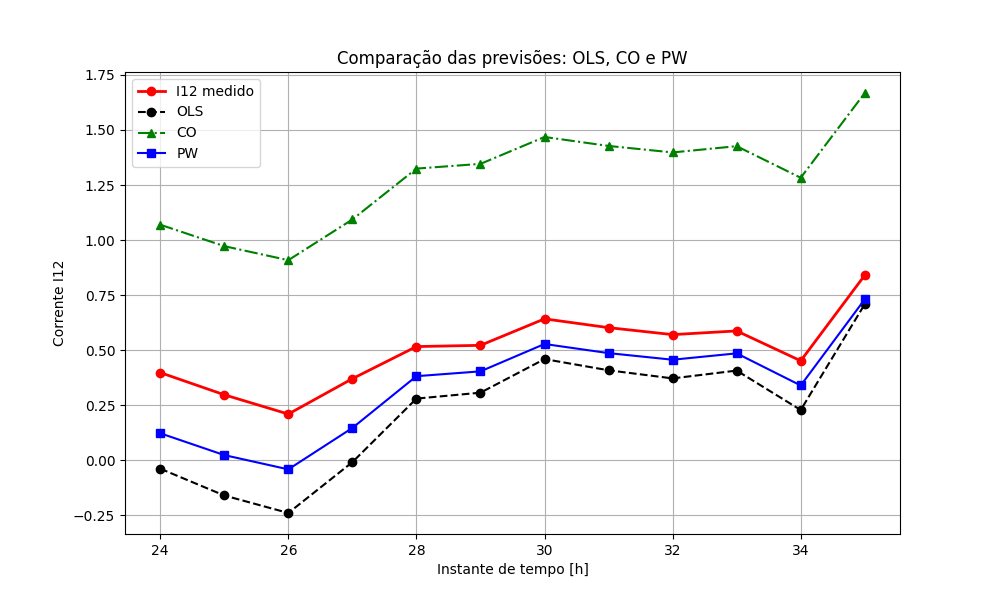 Comparação das previsões: OLS, CO e PW
I12 medido
OLS
CO
PW
Corrente I12
1.75
1.50
1.25
1.00
0.75
0.50
0.25
0.00
−0.25
24 26 28 30 32 34
Instante de tempo [h]